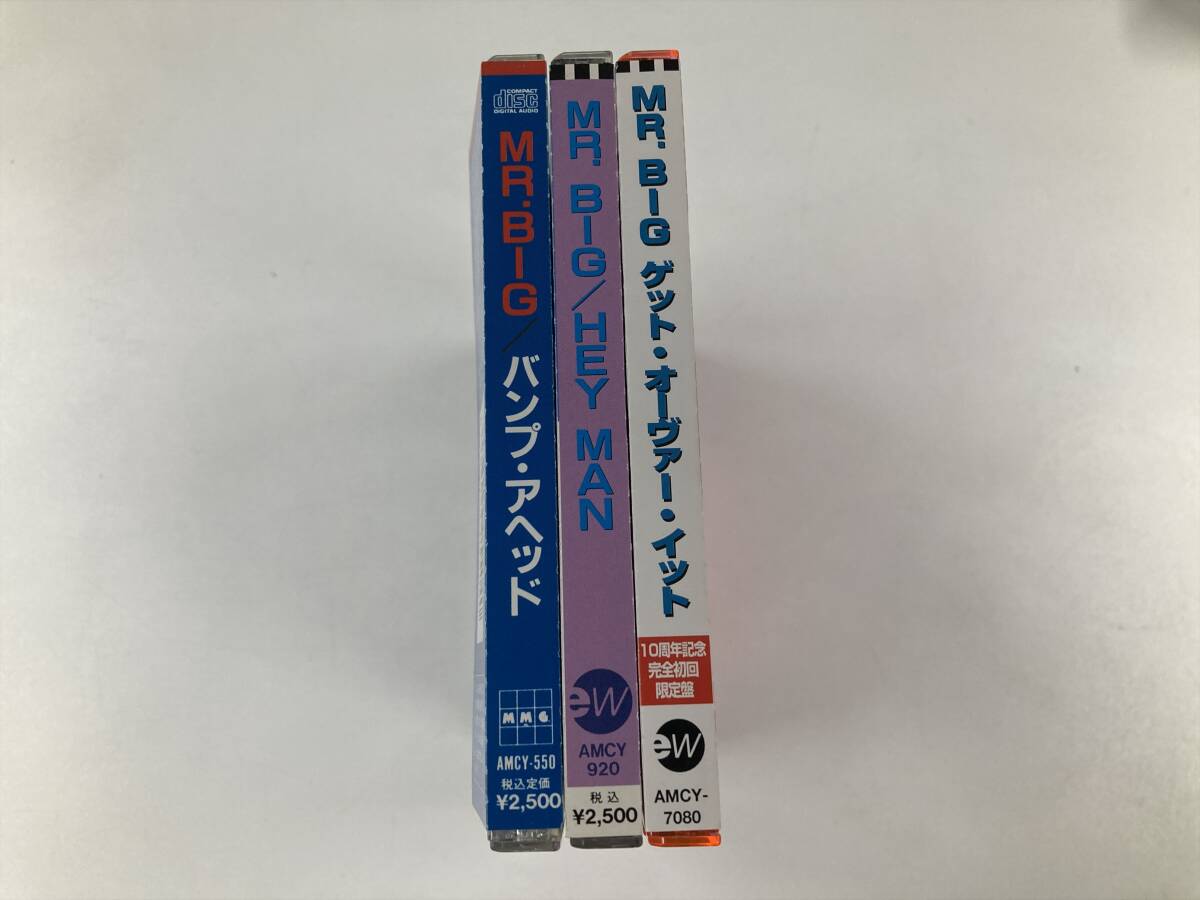 COMPACT
disc
DIGITAL AUDIO
MR.BIG/バンプ・アヘッド
M.M.G.
AMCY-550
税込定価
¥2,500
MR. BIG/HEY MAN
ew
AMCY
920
税込
¥2,500
MR. BIG ゲット・オーヴァー・イット
10周年記念
完全初回
限定盤
ew
AMCY-
7080